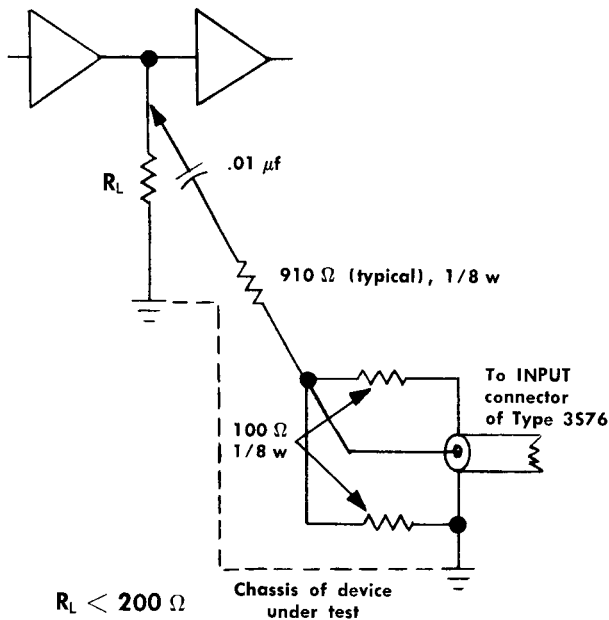 .01 μf
R_L
910 Ω (typical), 1/8 w
To INPUT
connector
of Type 3S76
100 Ω
1/8 w
Chassis of device
under test
R_L < 200 Ω